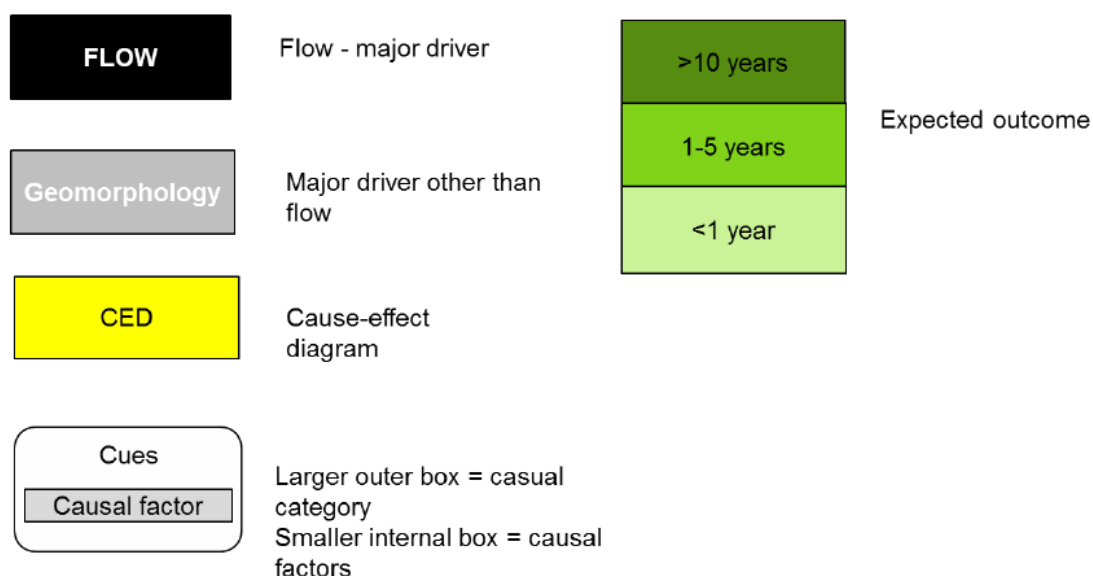 FLOW
Flow - major driver
Geomorphology
Major driver other than
flow
CED
Cause-effect
diagram
Cues
Causal factor
Larger outer box = casual
category
Smaller internal box = causal
factors
>10 years
1-5 years
<1 year
Expected outcome